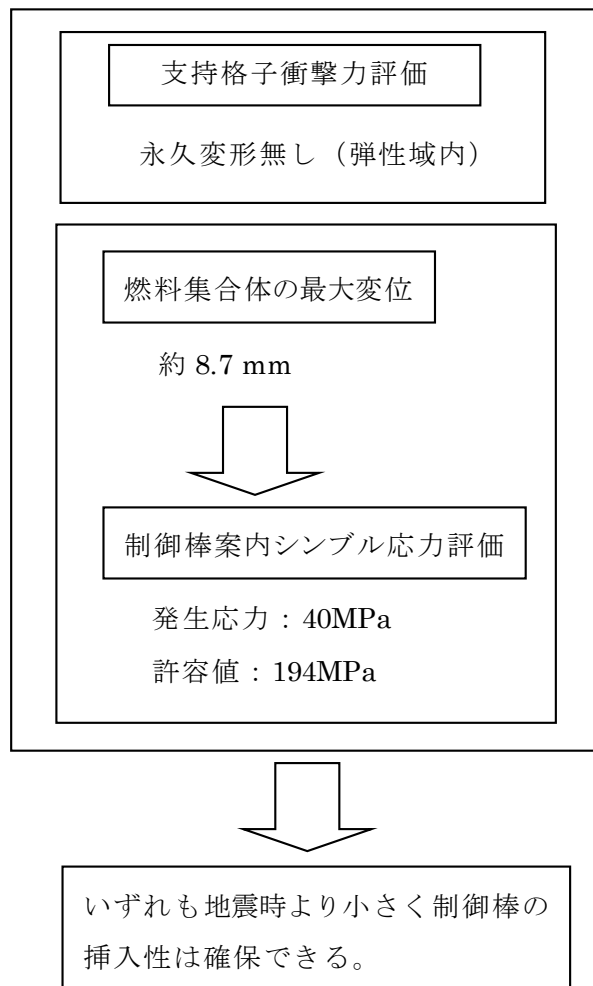 支持格子衝撃力評価
永久変形無し（弾性域内）
燃料集合体の最大変位
約 8.7 mm
制御棒案内シンブル応力評価
発生応力：40MPa
許容値：194MPa
いずれも地震時より小さく制御棒の
挿入性は確保できる。